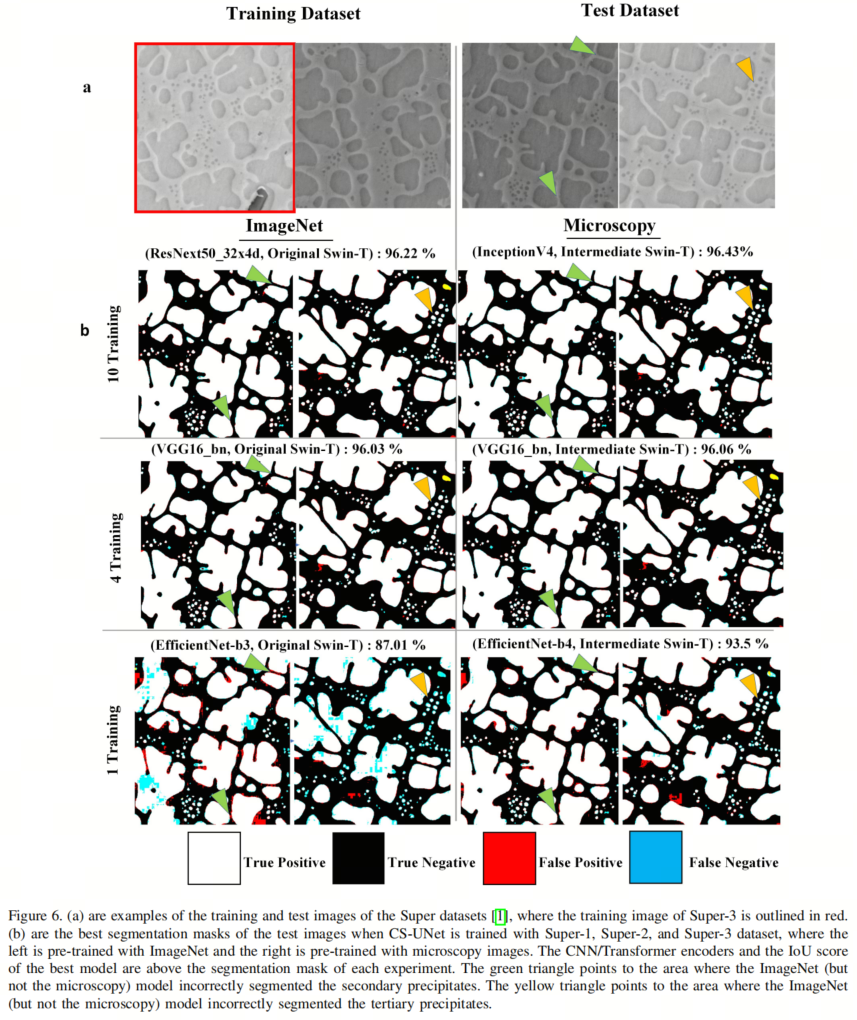 Training Dataset
Test Dataset
a
ImageNet
Microscopy
(ResNext50_32x4d, Original Swin-T) : 96.22 %
(InceptionV4, Intermediate Swin-T) : 96.43%
b
10 Training
(VGG16_bn, Original Swin-T) : 96.03 %
(VGG16_bn, Intermediate Swin-T) : 96.06 %
4 Training
(EfficientNet-b3, Original Swin-T) : 87.01 %
(EfficientNet-b4, Intermediate Swin-T) : 93.5 %
1 Training
True Positive
True Negative
False Positive
False Negative
Figure 6. (a) are examples of the training and test images of the Super datasets [1], where the training image of Super-3 is outlined in red.
(b) are the best segmentation masks of the test images when CS-UNet is trained with Super-1, Super-2, and Super-3 dataset, where the
left is pre-trained with ImageNet and the right is pre-trained with microscopy images. The CNN/Transformer encoders and the IoU score
of the best model are above the segmentation mask of each experiment. The green triangle points to the area where the ImageNet (but
not the microscopy) model incorrectly segmented the secondary precipitates. The yellow triangle points to the area where the ImageNet
(but not the microscopy) model incorrectly segmented the tertiary precipitates.